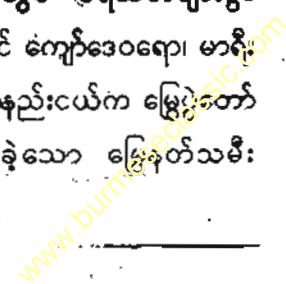 င် ကျော်ဒေဝရော၊ မာရီ
နည်းငယ်က မြွေပွဲတော်
ခဲ့သော မြွေနတ်သမီး
www.burmeseclassic.com